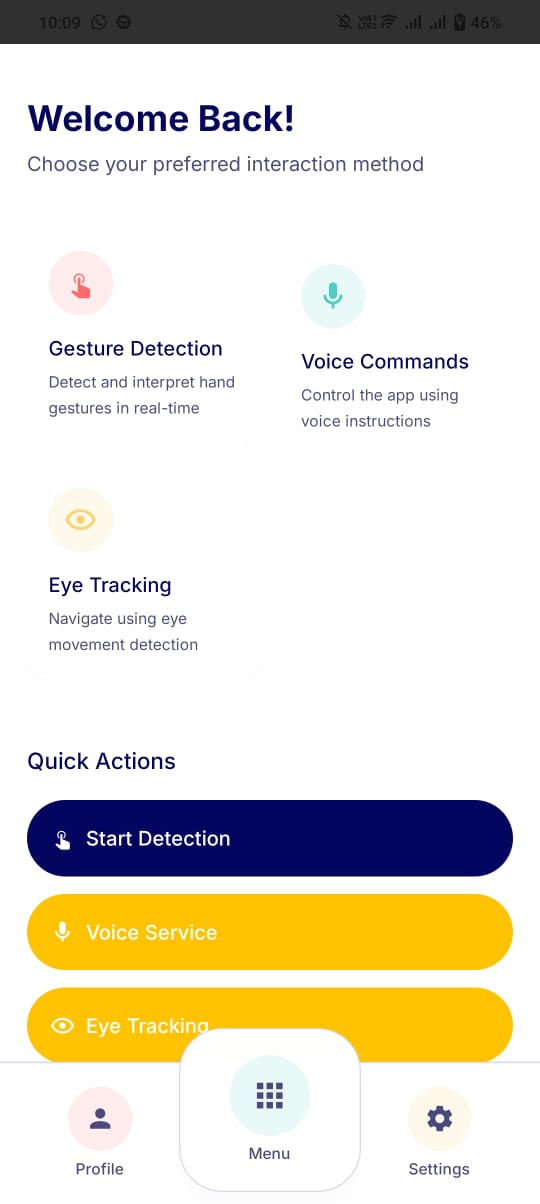 10:09
46%
Welcome Back!
Choose your preferred interaction method
Gesture Detection
Detect and interpret hand
gestures in real-time
Voice Commands
Control the app using
voice instructions
Eye Tracking
Navigate using eye
movement detection
Quick Actions
Start Detection
Voice Service
Eye Tracking
Profile
Menu
Settings